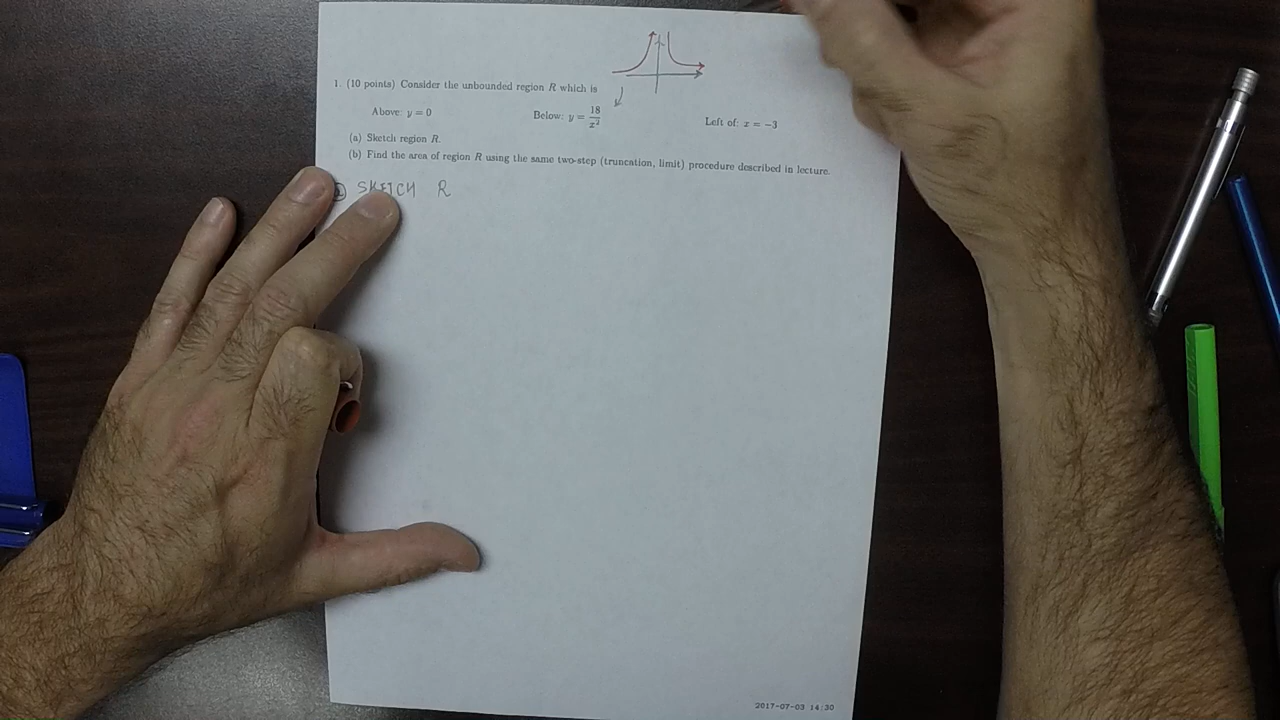 1. (10 points) Consider the unbounded region R which is
Above: y = 0 Below: y = 18/x² Left of: x = −3
(a) Sketch region R.
(b) Find the area of region R using the same two-step (truncation, limit) procedure described in lecture.
SKETCH R
2017-07-03 14:30